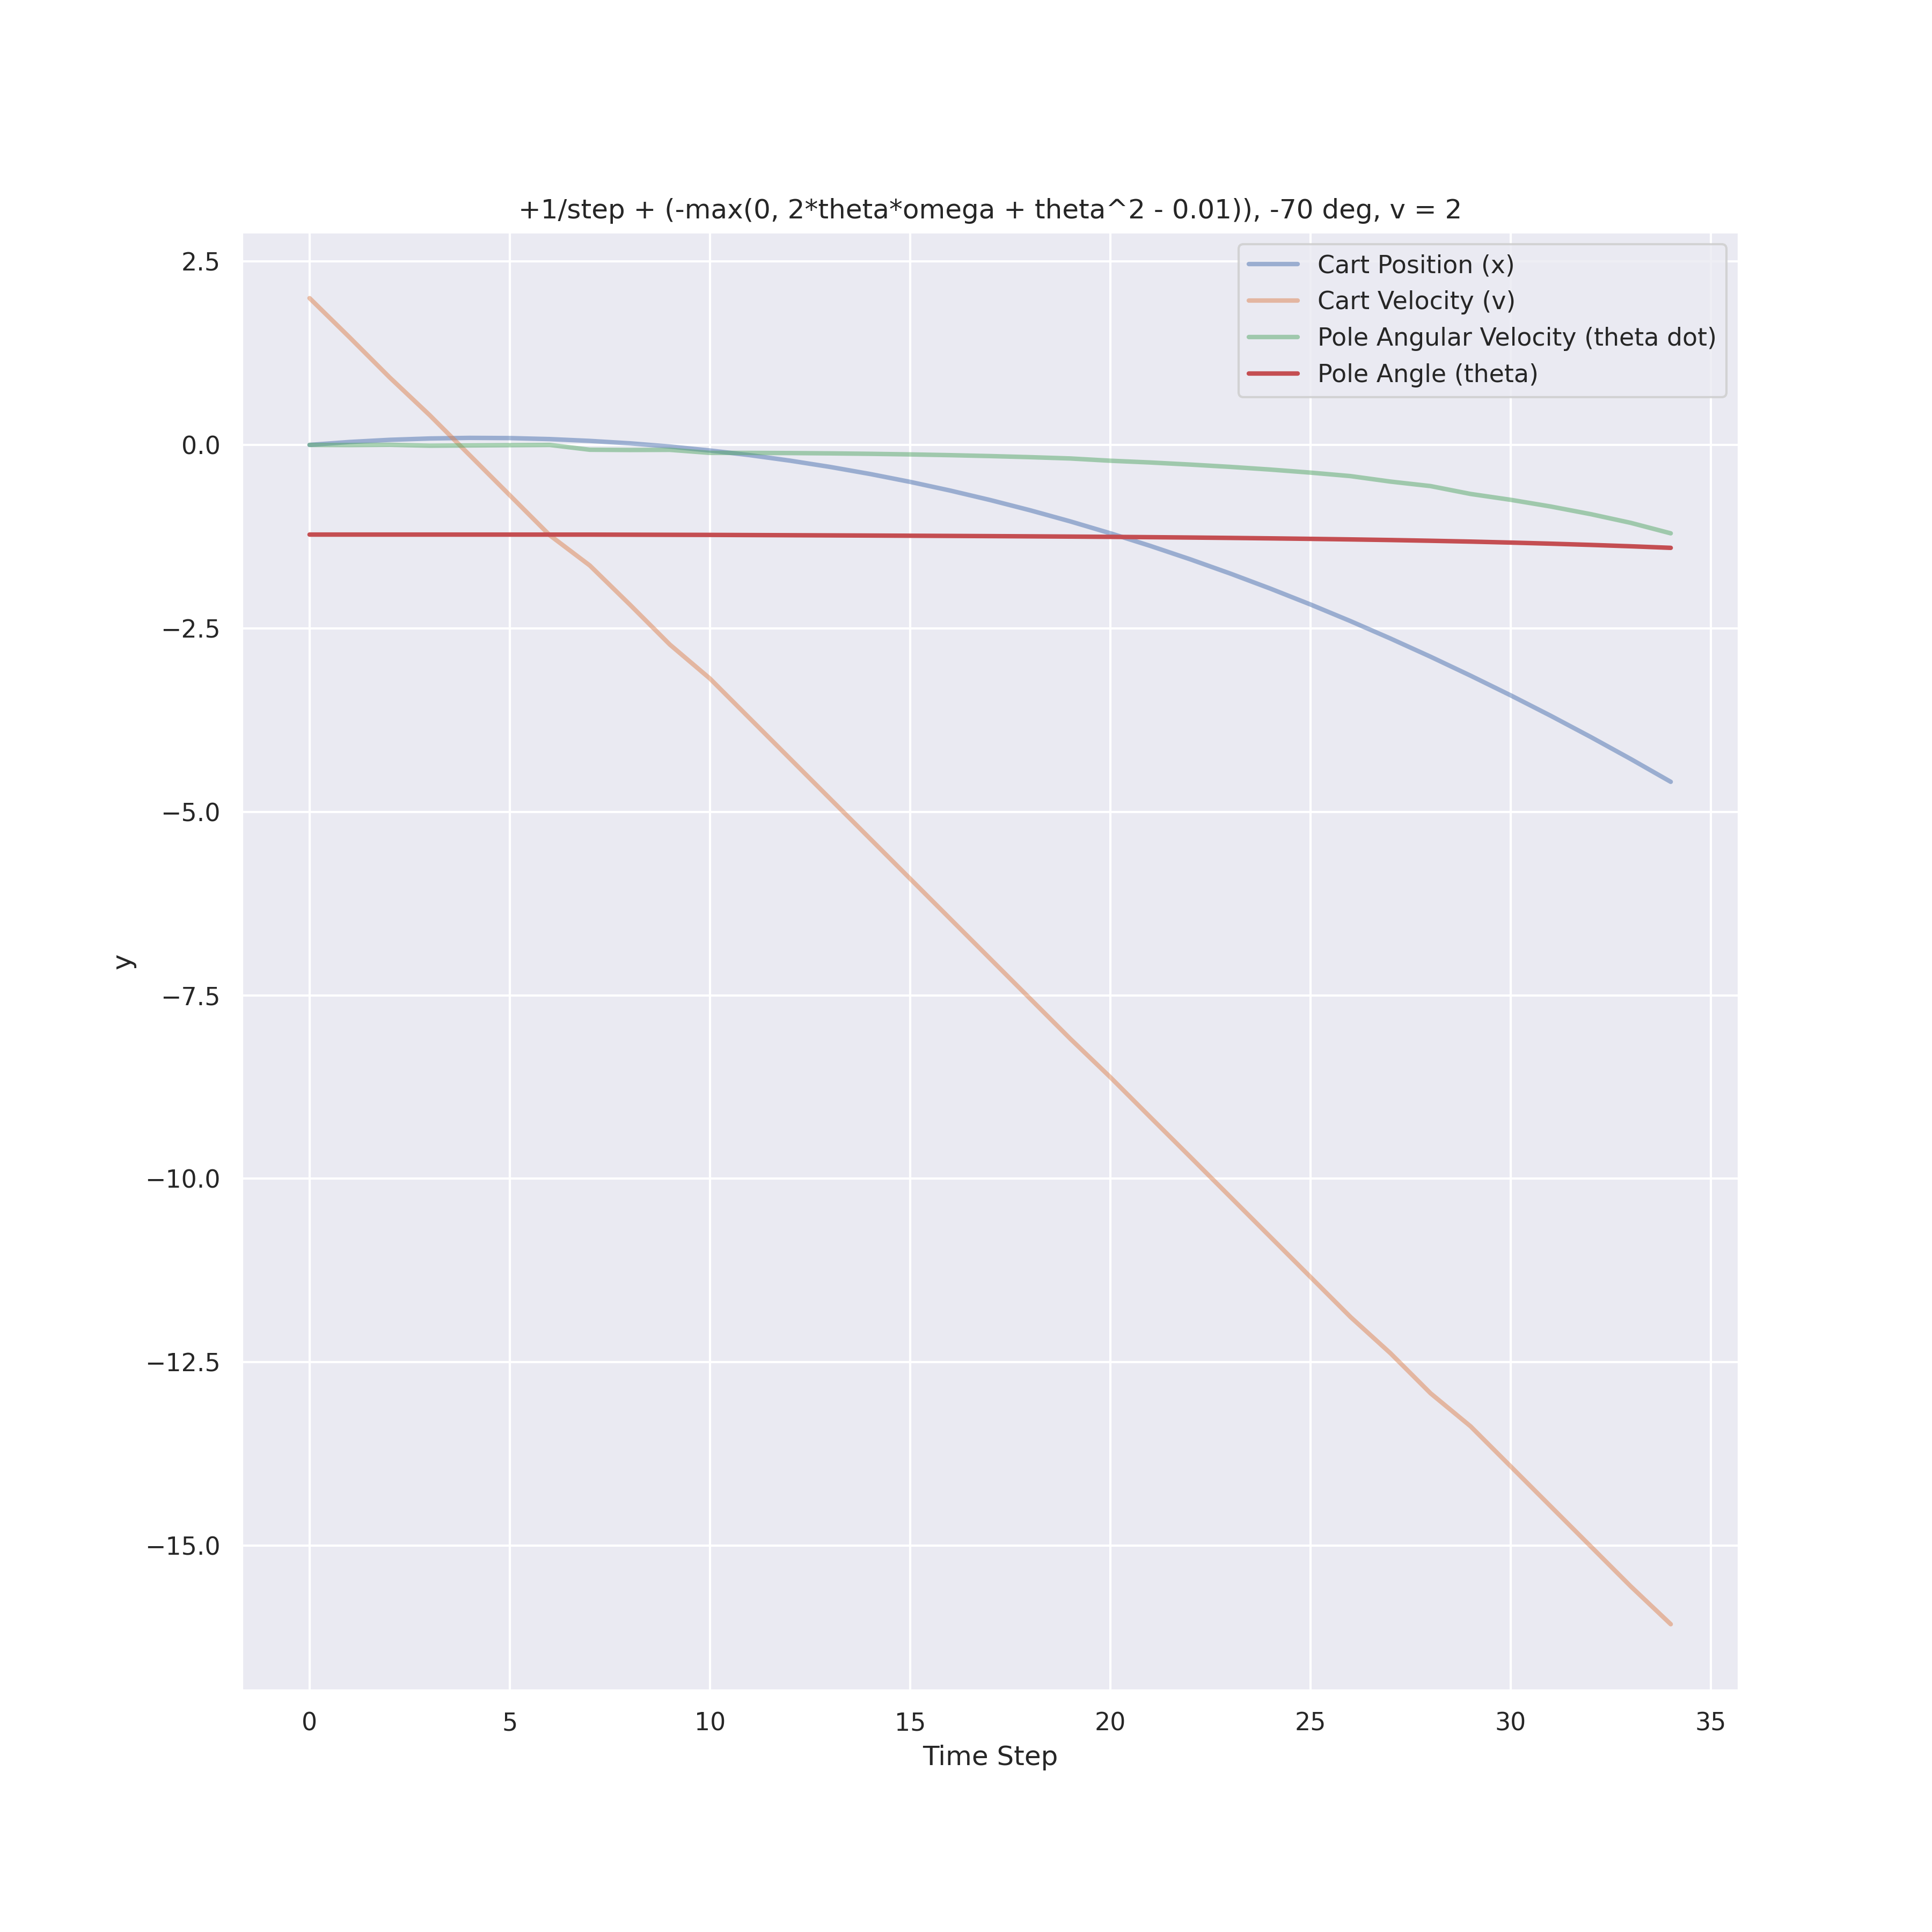 +1/step + (-max(0, 2*theta*omega + theta^2 - 0.01)), -70 deg, v = 2
Cart Position (x)
Cart Velocity (v)
Pole Angular Velocity (theta dot)
Pole Angle (theta)
2.5
0.0
−2.5
−5.0
−7.5
−10.0
−12.5
−15.0
y
0 5 10 15 20 25 30 35
Time Step